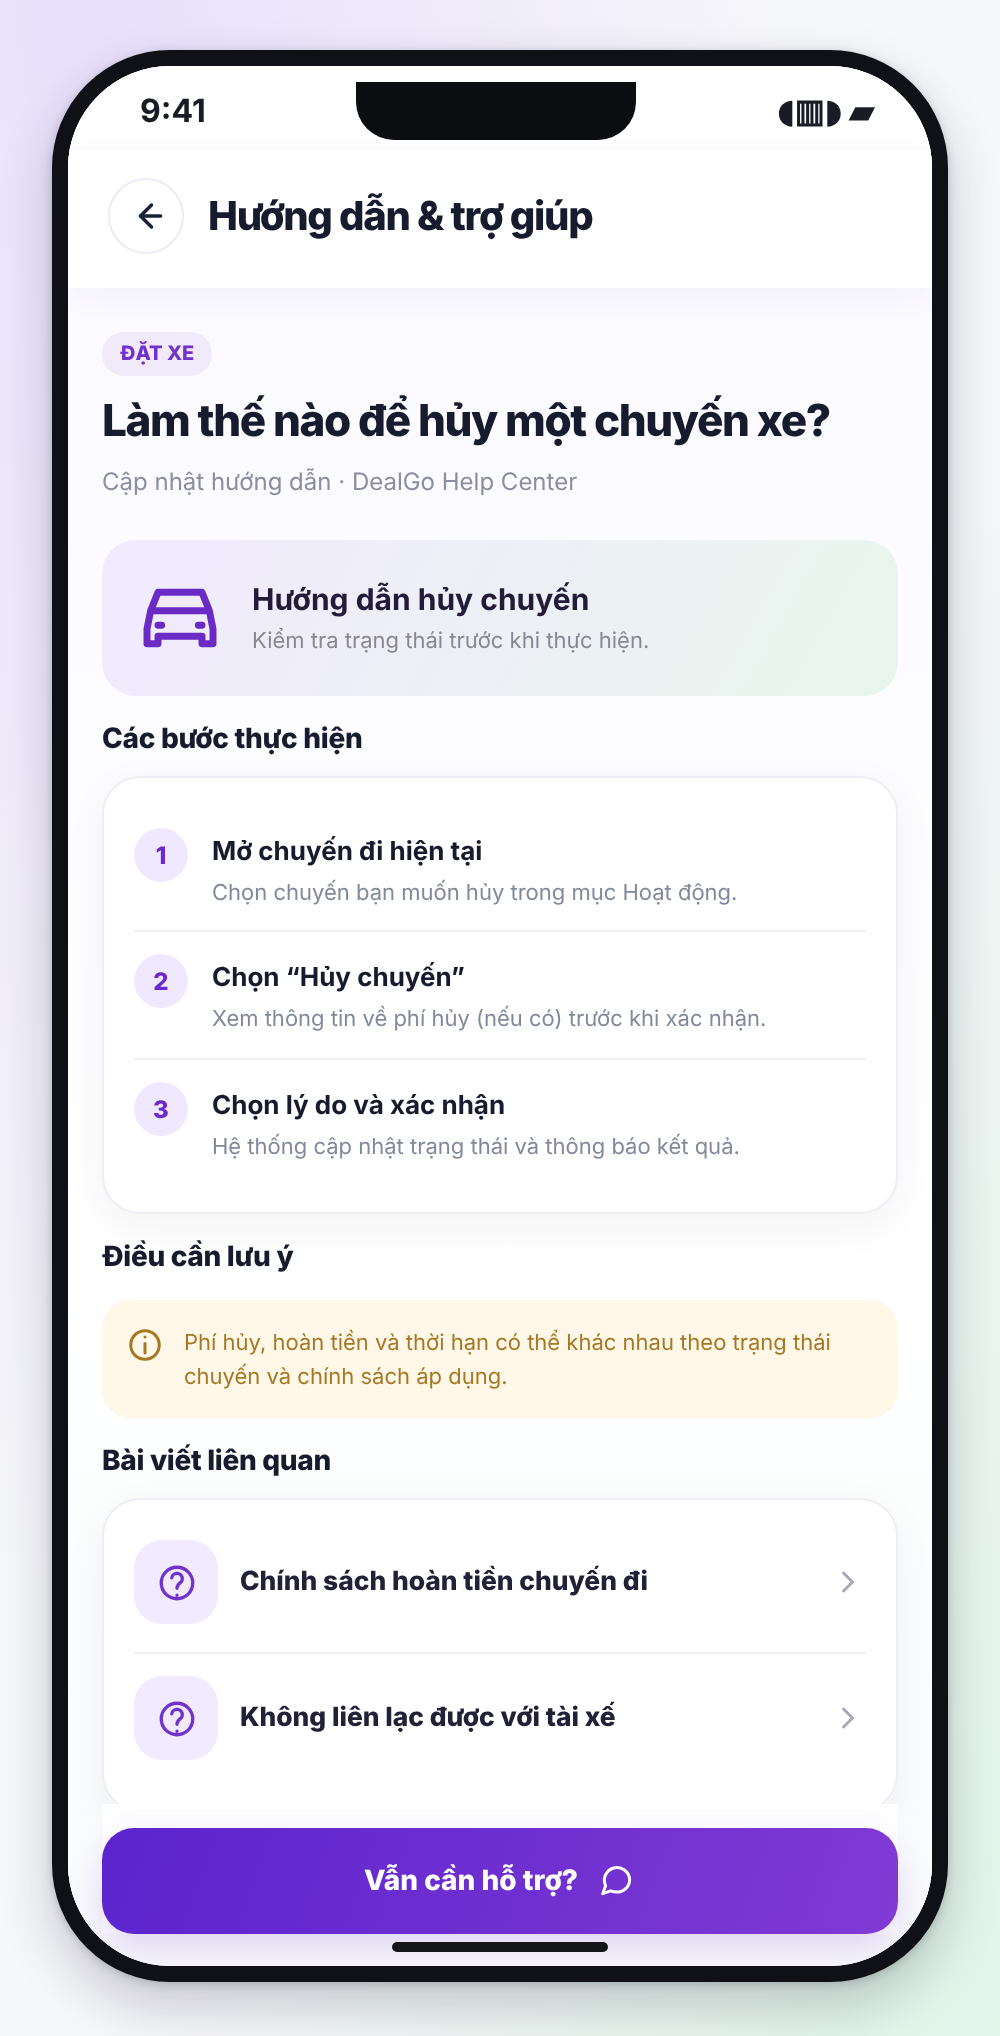 9:41
Hướng dẫn & trợ giúp
ĐẶT XE
Làm thế nào để hủy một chuyến xe?
Cập nhật hướng dẫn · DealGo Help Center
Hướng dẫn hủy chuyến
Kiểm tra trạng thái trước khi thực hiện.
Các bước thực hiện
1
Mở chuyến đi hiện tại
Chọn chuyến bạn muốn hủy trong mục Hoạt động.
2
Chọn “Hủy chuyến”
Xem thông tin về phí hủy (nếu có) trước khi xác nhận.
3
Chọn lý do và xác nhận
Hệ thống cập nhật trạng thái và thông báo kết quả.
Điều cần lưu ý
Phí hủy, hoàn tiền và thời hạn có thể khác nhau theo trạng thái
chuyến và chính sách áp dụng.
Bài viết liên quan
Chính sách hoàn tiền chuyến đi
Không liên lạc được với tài xế
Vẫn cần hỗ trợ?